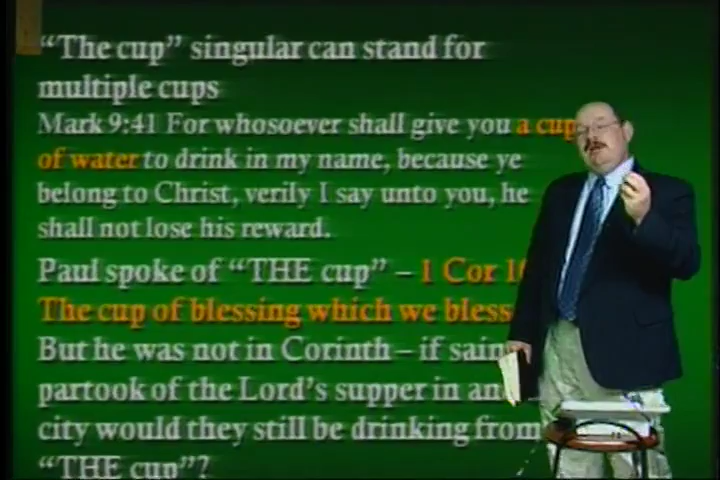 “The cup” singular can stand for
multiple cups
Mark 9:41 For whosoever shall give you a cup
of water to drink in my name, because ye
belong to Christ, verily I say unto you, he
shall not lose his reward.
Paul spoke of “THE cup” – 1 Cor
The cup of blessing which we bless
But he was not in Corinth – if
partook of the Lord’s supper in
city would they still be drinking from
“THE cup”?